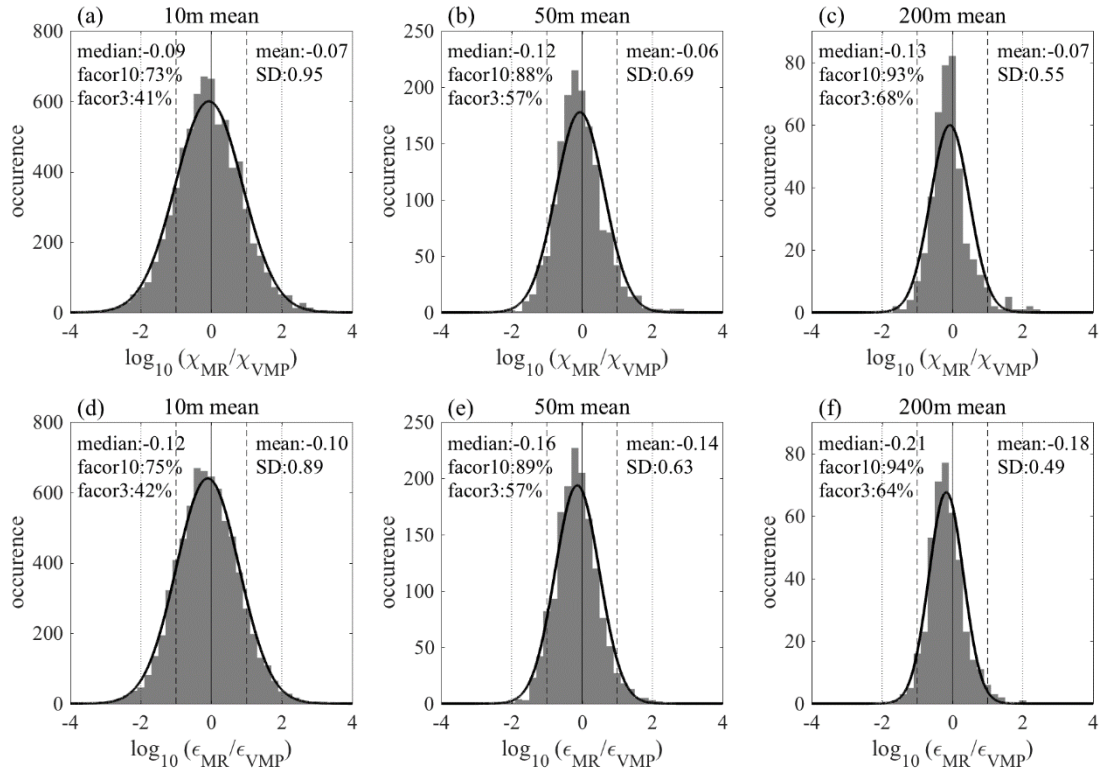 (a) 10m mean
median:-0.09 mean:-0.07
facor10:73% SD:0.95
facor3:41%
800
600
400
200
0
occurence
-4 -2 0 2 4
log10 (χMR/χVMP)
(b) 50m mean
median:-0.12 mean:-0.06
facor10:88% SD:0.69
facor3:57%
250
200
150
100
50
0
occurence
-4 -2 0 2 4
log10 (χMR/χVMP)
(c) 200m mean
median:-0.13 mean:-0.07
facor10:93% SD:0.55
facor3:68%
80
60
40
20
0
occurence
-4 -2 0 2 4
log10 (χMR/χVMP)
(d) 10m mean
median:-0.12 mean:-0.10
facor10:75% SD:0.89
facor3:42%
800
600
400
200
0
occurence
-4 -2 0 2 4
log10 (ϵMR/ϵVMP)
(e) 50m mean
median:-0.16 mean:-0.14
facor10:89% SD:0.63
facor3:57%
250
200
150
100
50
0
occurence
-4 -2 0 2 4
log10 (ϵMR/ϵVMP)
(f) 200m mean
median:-0.21 mean:-0.18
facor10:94% SD:0.49
facor3:64%
80
60
40
20
0
occurence
-4 -2 0 2 4
log10 (ϵMR/ϵVMP)